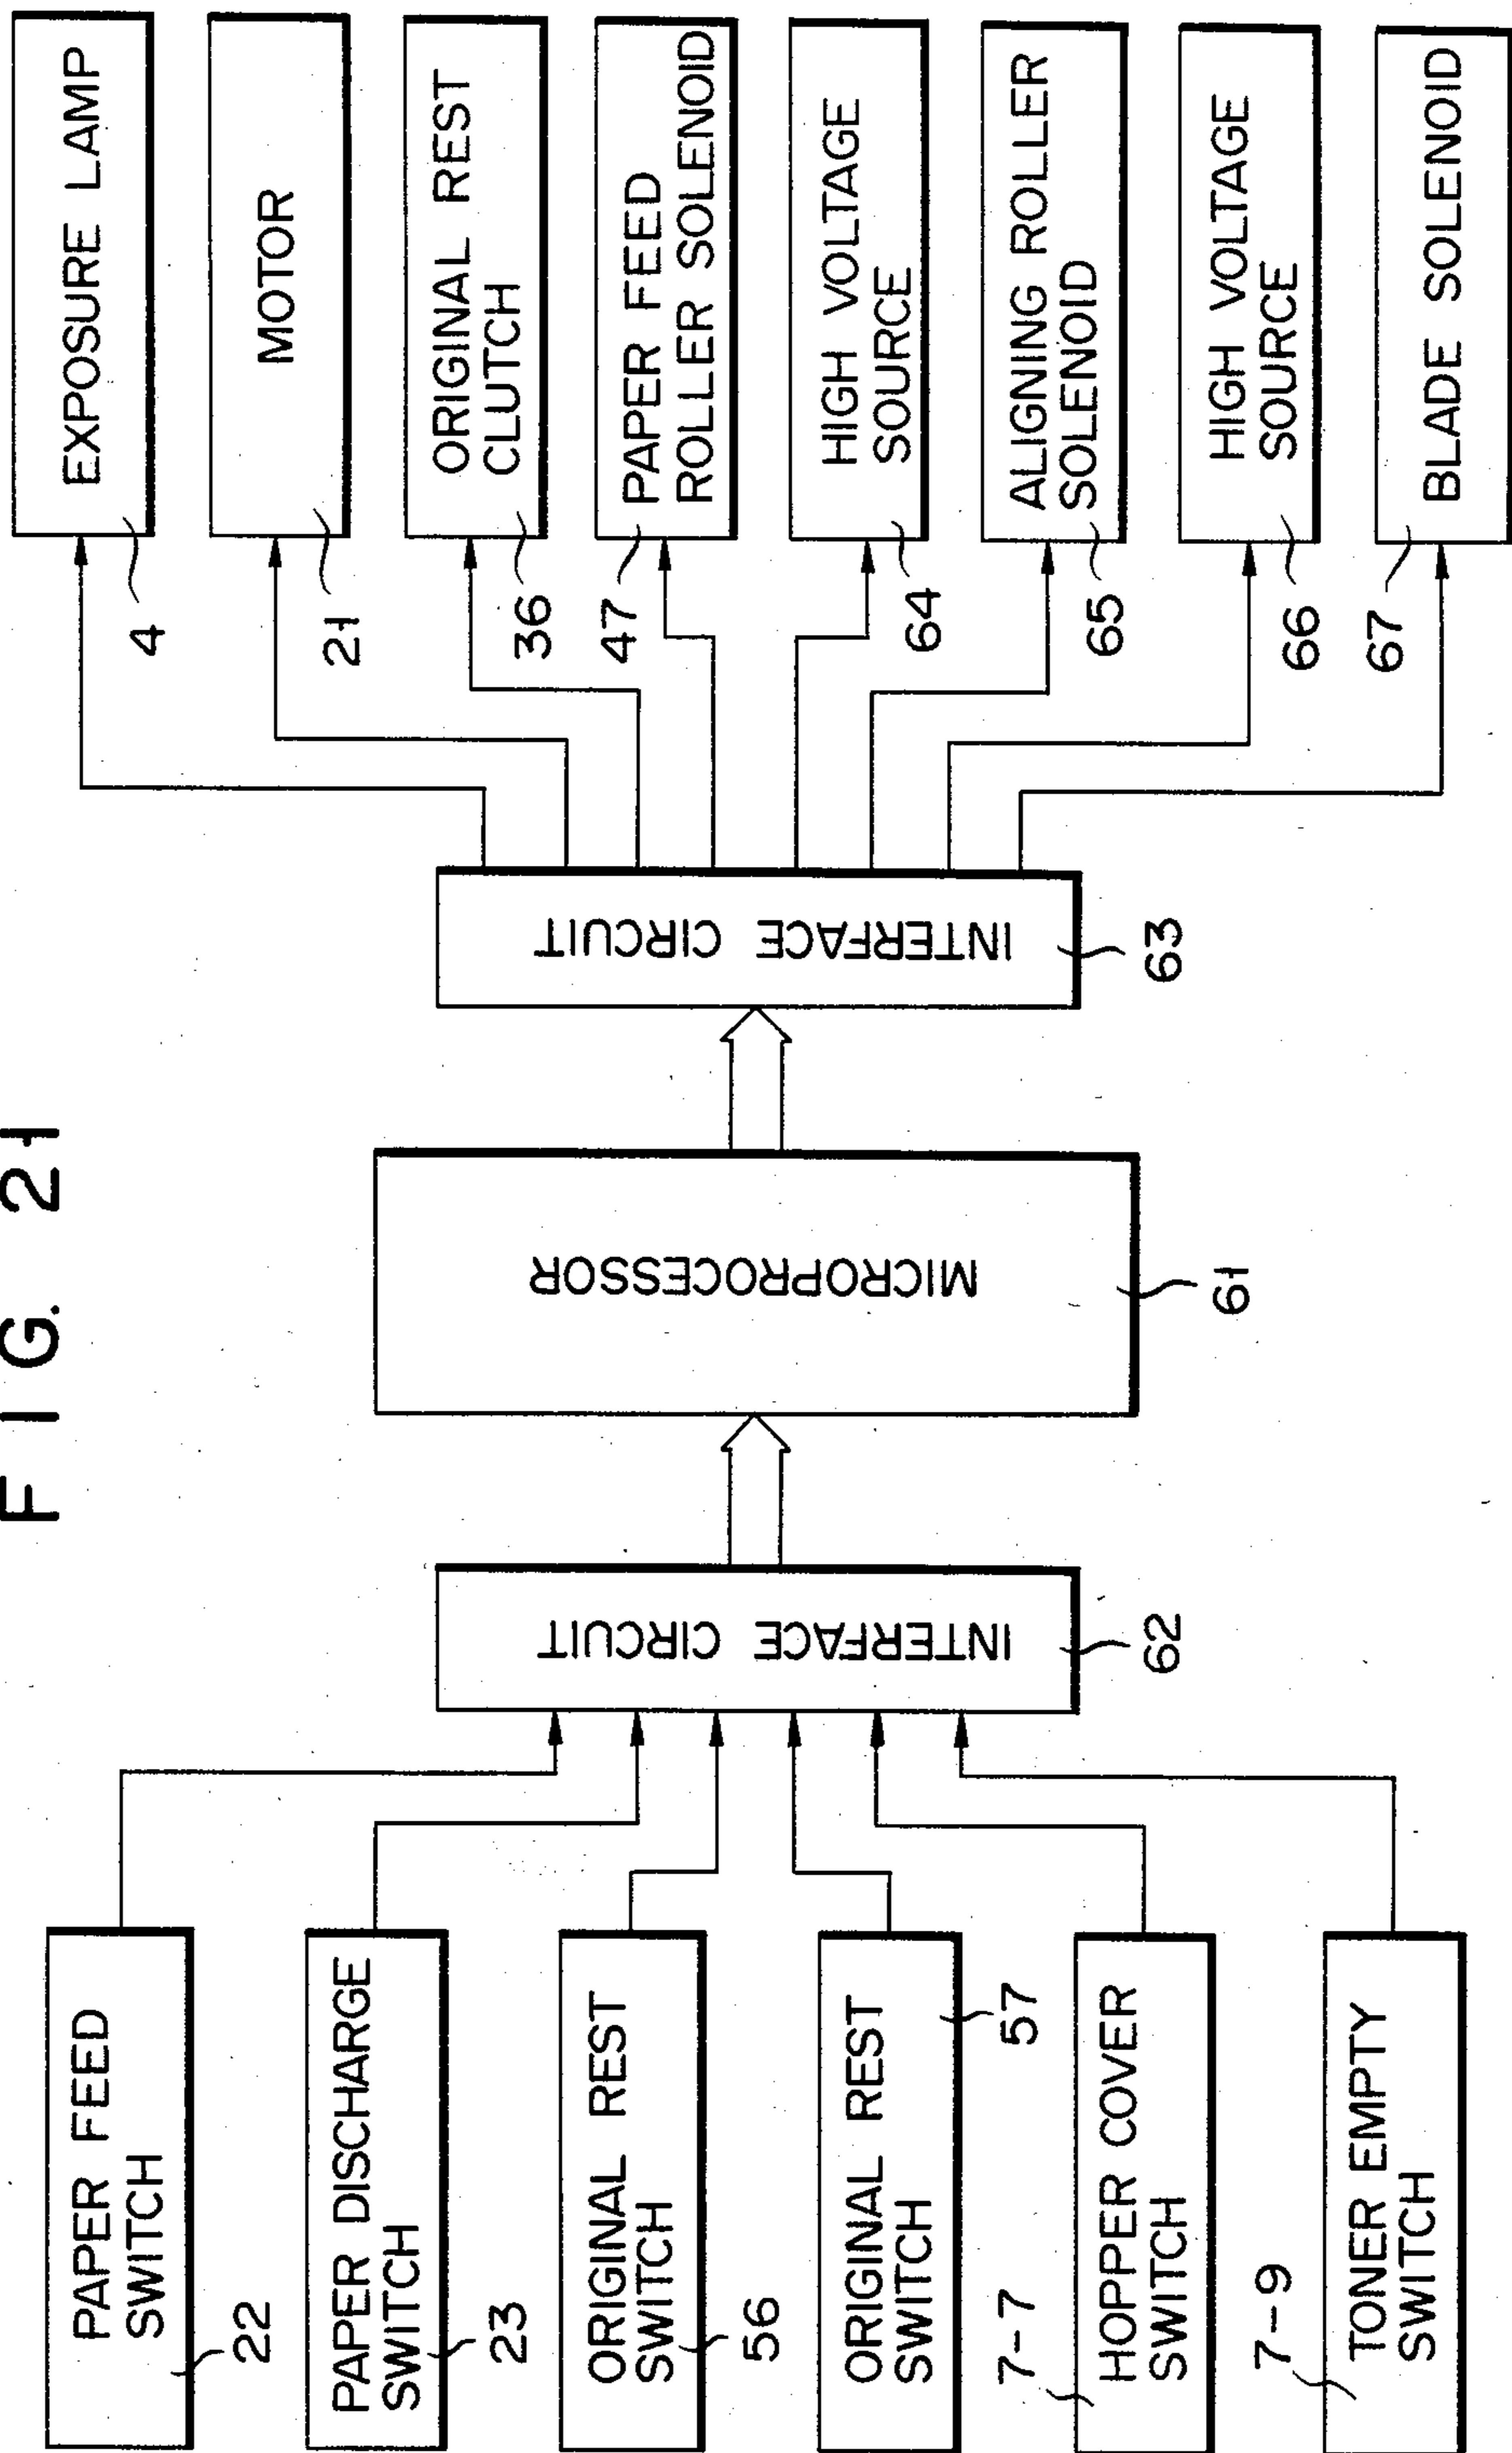 FIG. 21
PAPER FEED
SWITCH
22
PAPER DISCHARGE
SWITCH
23
ORIGINAL REST
SWITCH
56
ORIGINAL REST
SWITCH
57
7-7
HOPPER COVER
SWITCH
7-9
TONER EMPTY
SWITCH
INTERFACE CIRCUIT
62
MICROPROCESSOR
61
INTERFACE CIRCUIT
63
EXPOSURE LAMP
4
MOTOR
21
ORIGINAL REST
CLUTCH
36
PAPER FEED
ROLLER SOLENOID
47
HIGH VOLTAGE
SOURCE
64
ALIGNING ROLLER
SOLENOID
65
HIGH VOLTAGE
SOURCE
66
BLADE SOLENOID
67